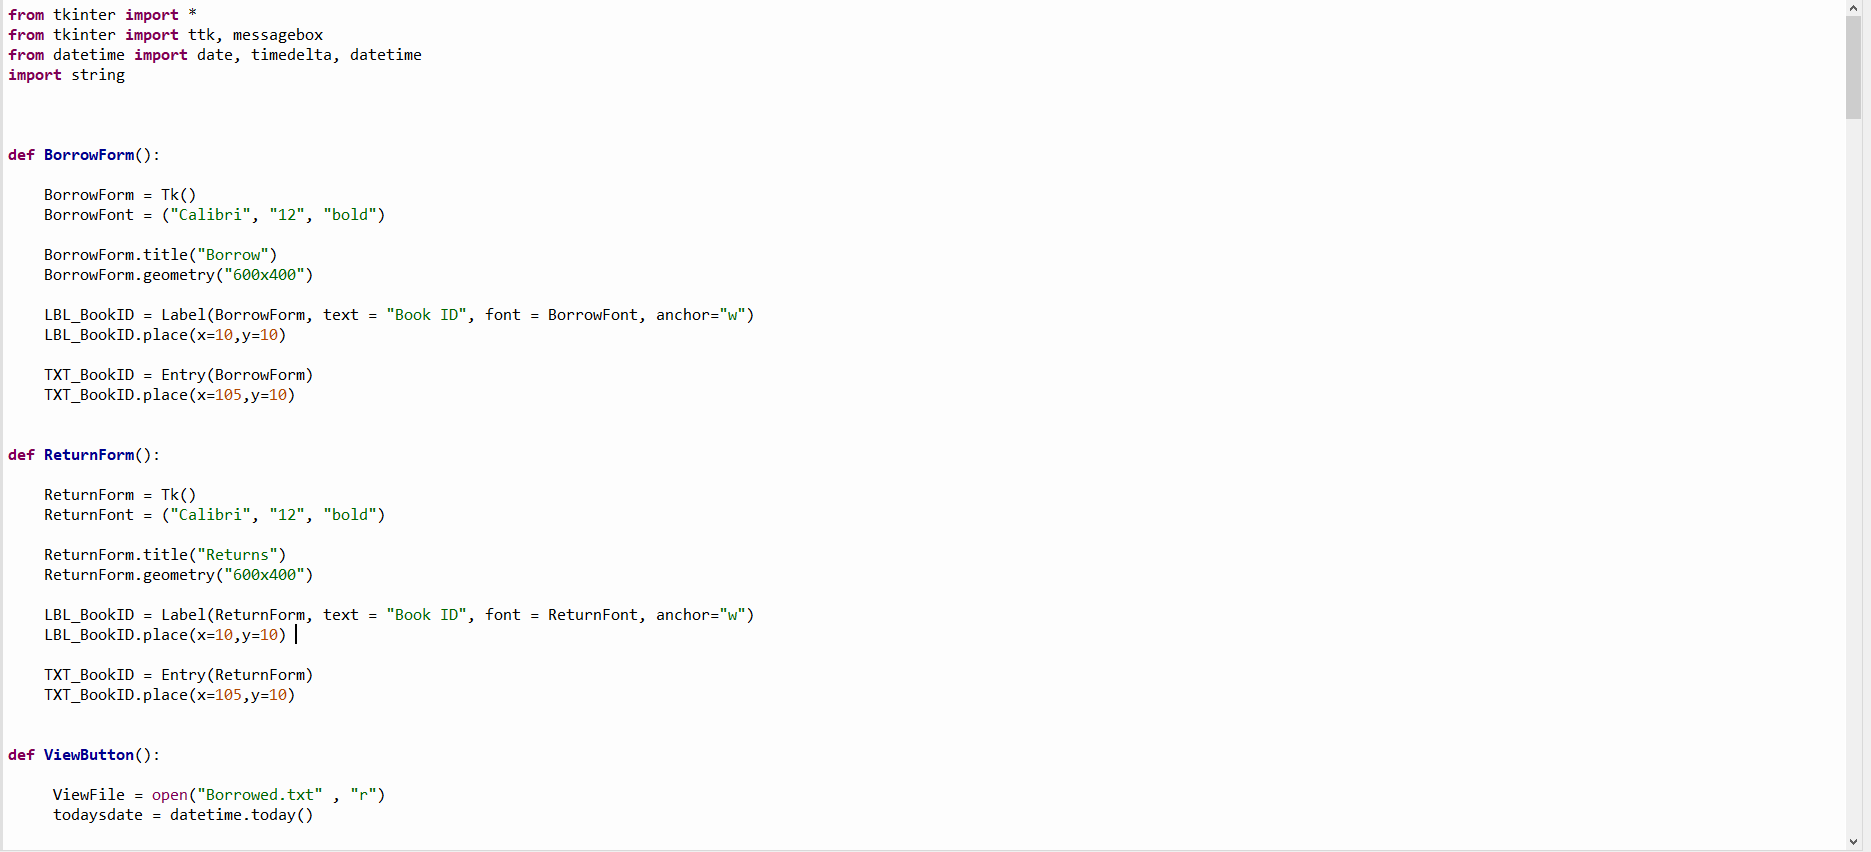 from tkinter import *
from tkinter import ttk, messagebox
from datetime import date, timedelta, datetime
import string
def BorrowForm():
    BorrowForm = Tk()
    BorrowFont = ("Calibri", "12", "bold")
    BorrowForm.title("Borrow")
    BorrowForm.geometry("600x400")
    LBL_BookID = Label(BorrowForm, text = "Book ID", font = BorrowFont, anchor="w")
    LBL_BookID.place(x=10,y=10)
    TXT_BookID = Entry(BorrowForm)
    TXT_BookID.place(x=105,y=10)
def ReturnForm():
    ReturnForm = Tk()
    ReturnFont = ("Calibri", "12", "bold")
    ReturnForm.title("Returns")
    ReturnForm.geometry("600x400")
    LBL_BookID = Label(ReturnForm, text = "Book ID", font = ReturnFont, anchor="w")
    LBL_BookID.place(x=10,y=10)
    TXT_BookID = Entry(ReturnForm)
    TXT_BookID.place(x=105,y=10)
def ViewButton():
     ViewFile = open("Borrowed.txt" , "r")
     todaysdate = datetime.today()